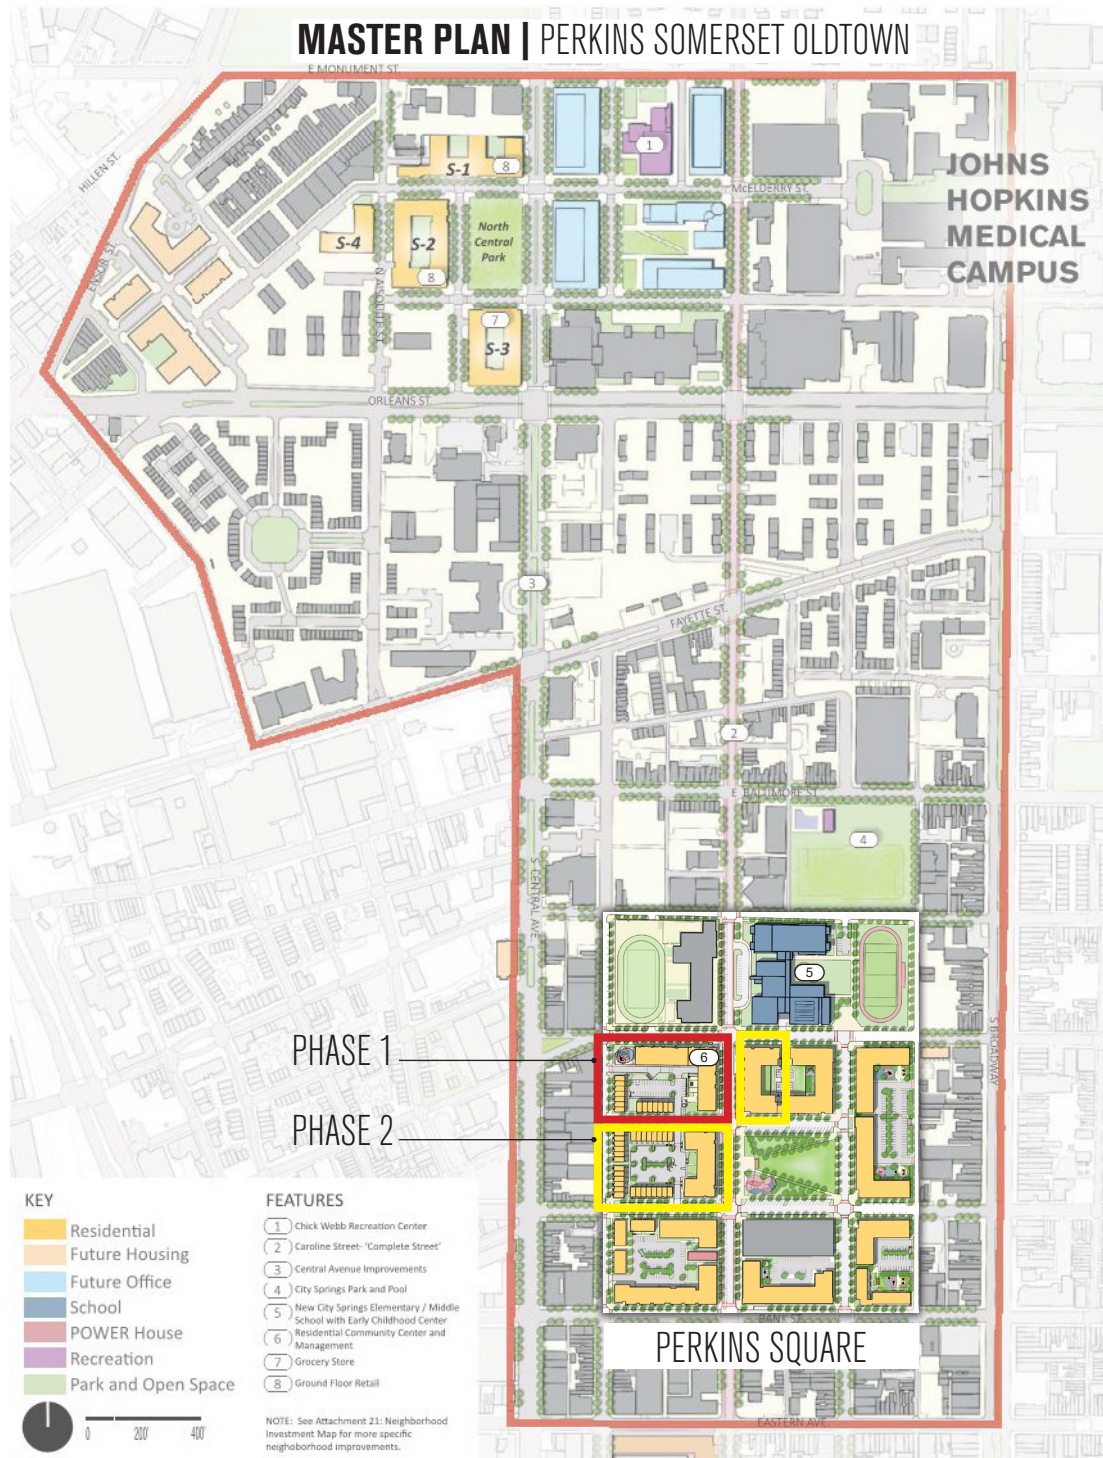 MASTER PLAN | PERKINS SOMERSET OLDTOWN
E MONUMENT ST.
HILLEN ST.
1
S-1
8
McELDERRY ST.
JOHNS
HOPKINS
MEDICAL
CAMPUS
S-4
S-2
North
Central
Park
ENSOR ST.
N AISQUITH ST.
8
7
S-3
ORLEANS ST.
3
FAYETTE ST.
2
E BALTIMORE ST.
4
S CENTRAL AVE.
5
S BROADWAY
PHASE 1
6
PHASE 2
BANK ST.
PERKINS SQUARE
EASTERN AVE.
KEY
Residential
Future Housing
Future Office
School
POWER House
Recreation
Park and Open Space
0 200' 400'
FEATURES
1 Chick Webb Recreation Center
2 Caroline Street- 'Complete Street'
3 Central Avenue Improvements
4 City Springs Park and Pool
5 New City Springs Elementary / Middle
School with Early Childhood Center
6 Residential Community Center and
Management
7 Grocery Store
8 Ground Floor Retail
NOTE: See Attachment 21: Neighborhood
Investment Map for more specific
neighoborhood improvements.